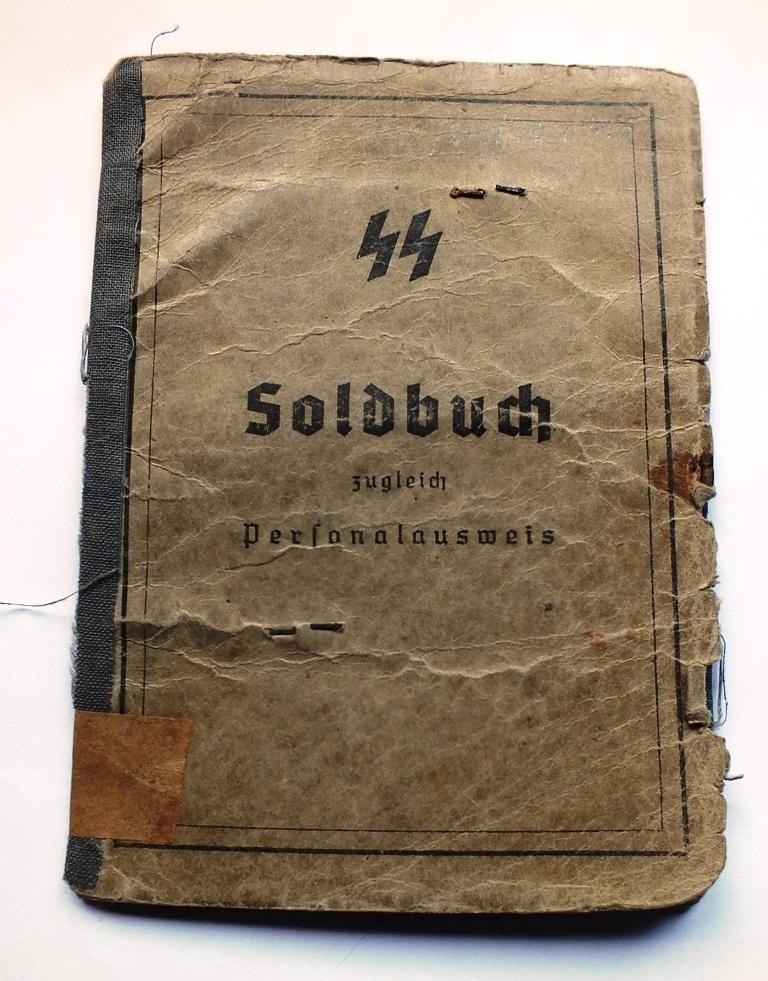 SS
Soldbuch
zugleich
Personalausweis